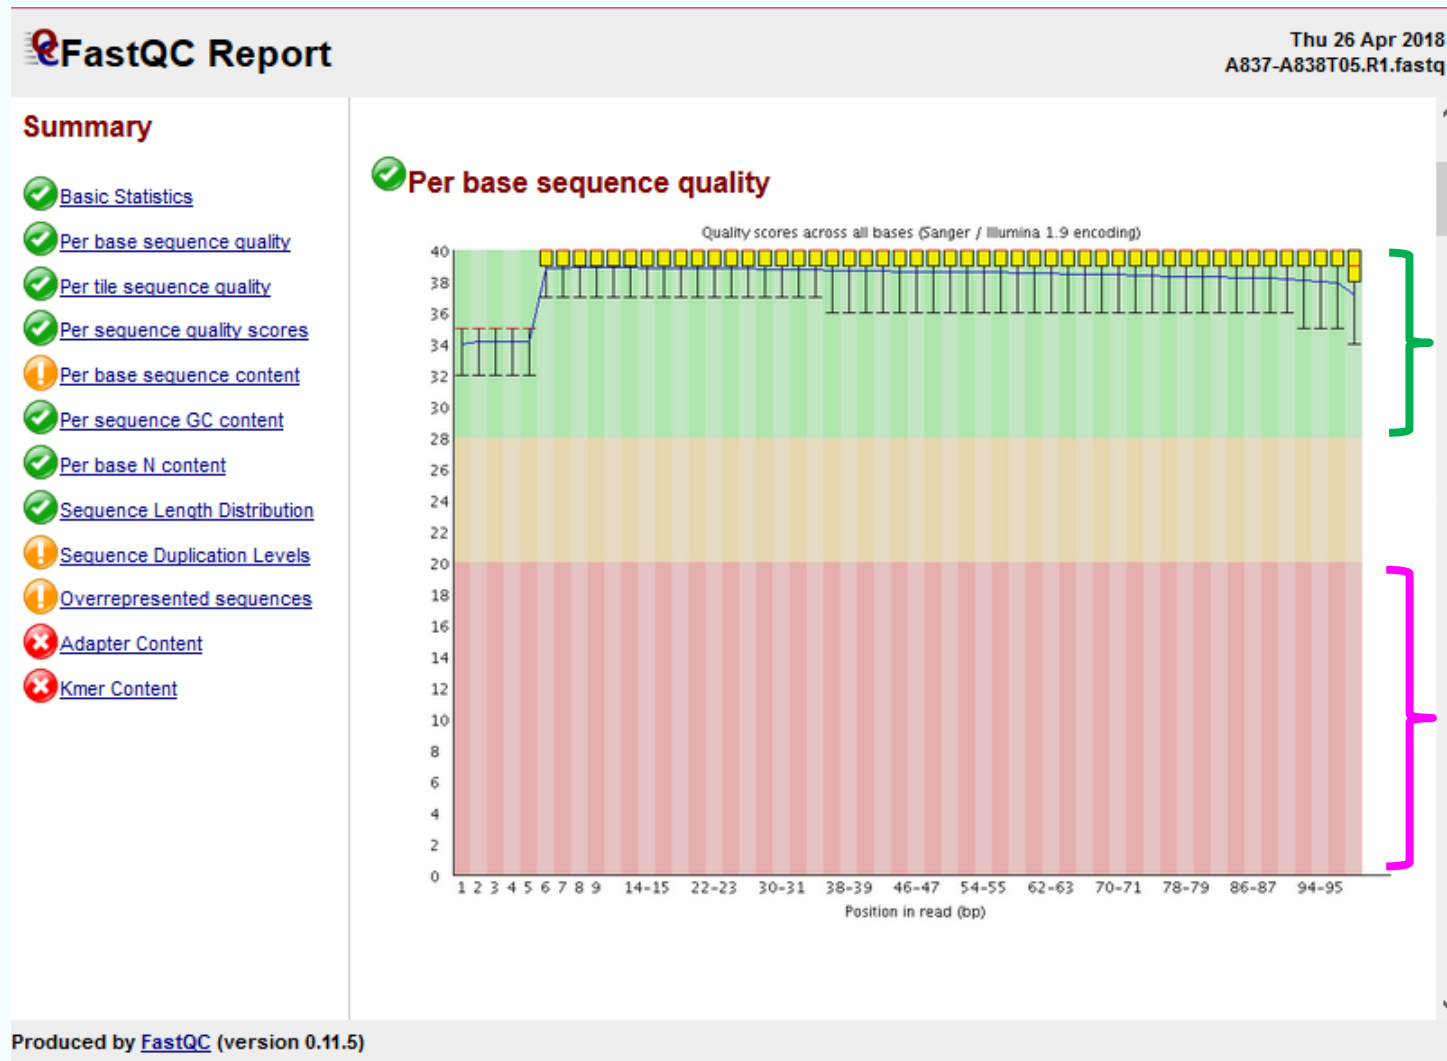 FastQC Report
Thu 26 Apr 2018
A837-A838T05.R1.fastq
Summary
Basic Statistics
Per base sequence quality
Per tile sequence quality
Per sequence quality scores
Per base sequence content
Per sequence GC content
Per base N content
Sequence Length Distribution
Sequence Duplication Levels
Overrepresented sequences
Adapter Content
Kmer Content
Per base sequence quality
Quality scores across all bases (Sanger / Illumina 1.9 encoding)
40
38
36
34
32
30
28
26
24
22
20
18
16
14
12
10
8
6
4
2
0
1 2 3 4 5 6 7 8 9 14-15 22-23 30-31 38-39 46-47 54-55 62-63 70-71 78-79 86-87 94-95
Position in read (bp)
Produced by FastQC (version 0.11.5)